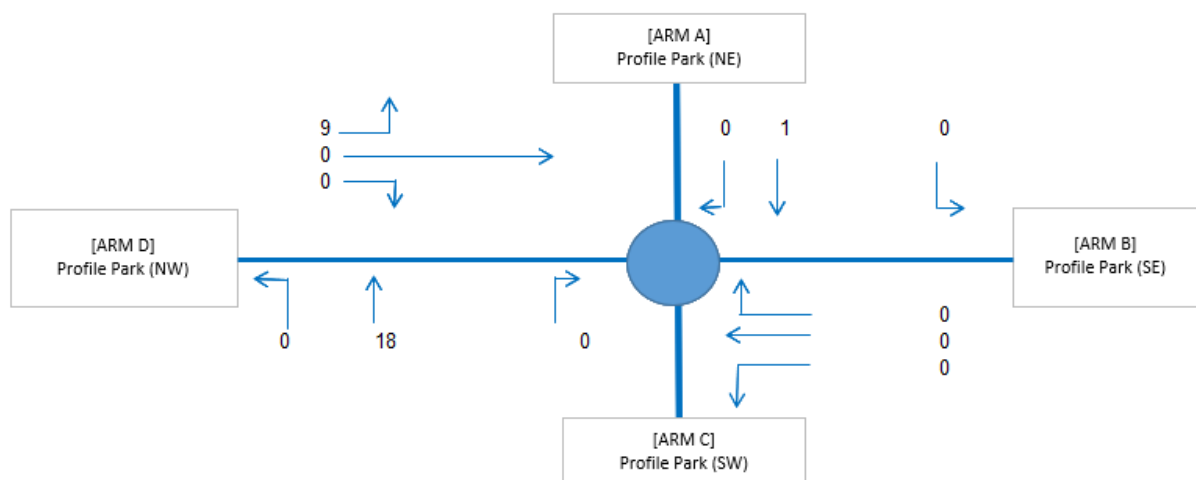 [ARM A]
Profile Park (NE)
9
0
0
0 1 0
[ARM D]
Profile Park (NW)
[ARM B]
Profile Park (SE)
0 18 0
0
0
0
[ARM C]
Profile Park (SW)